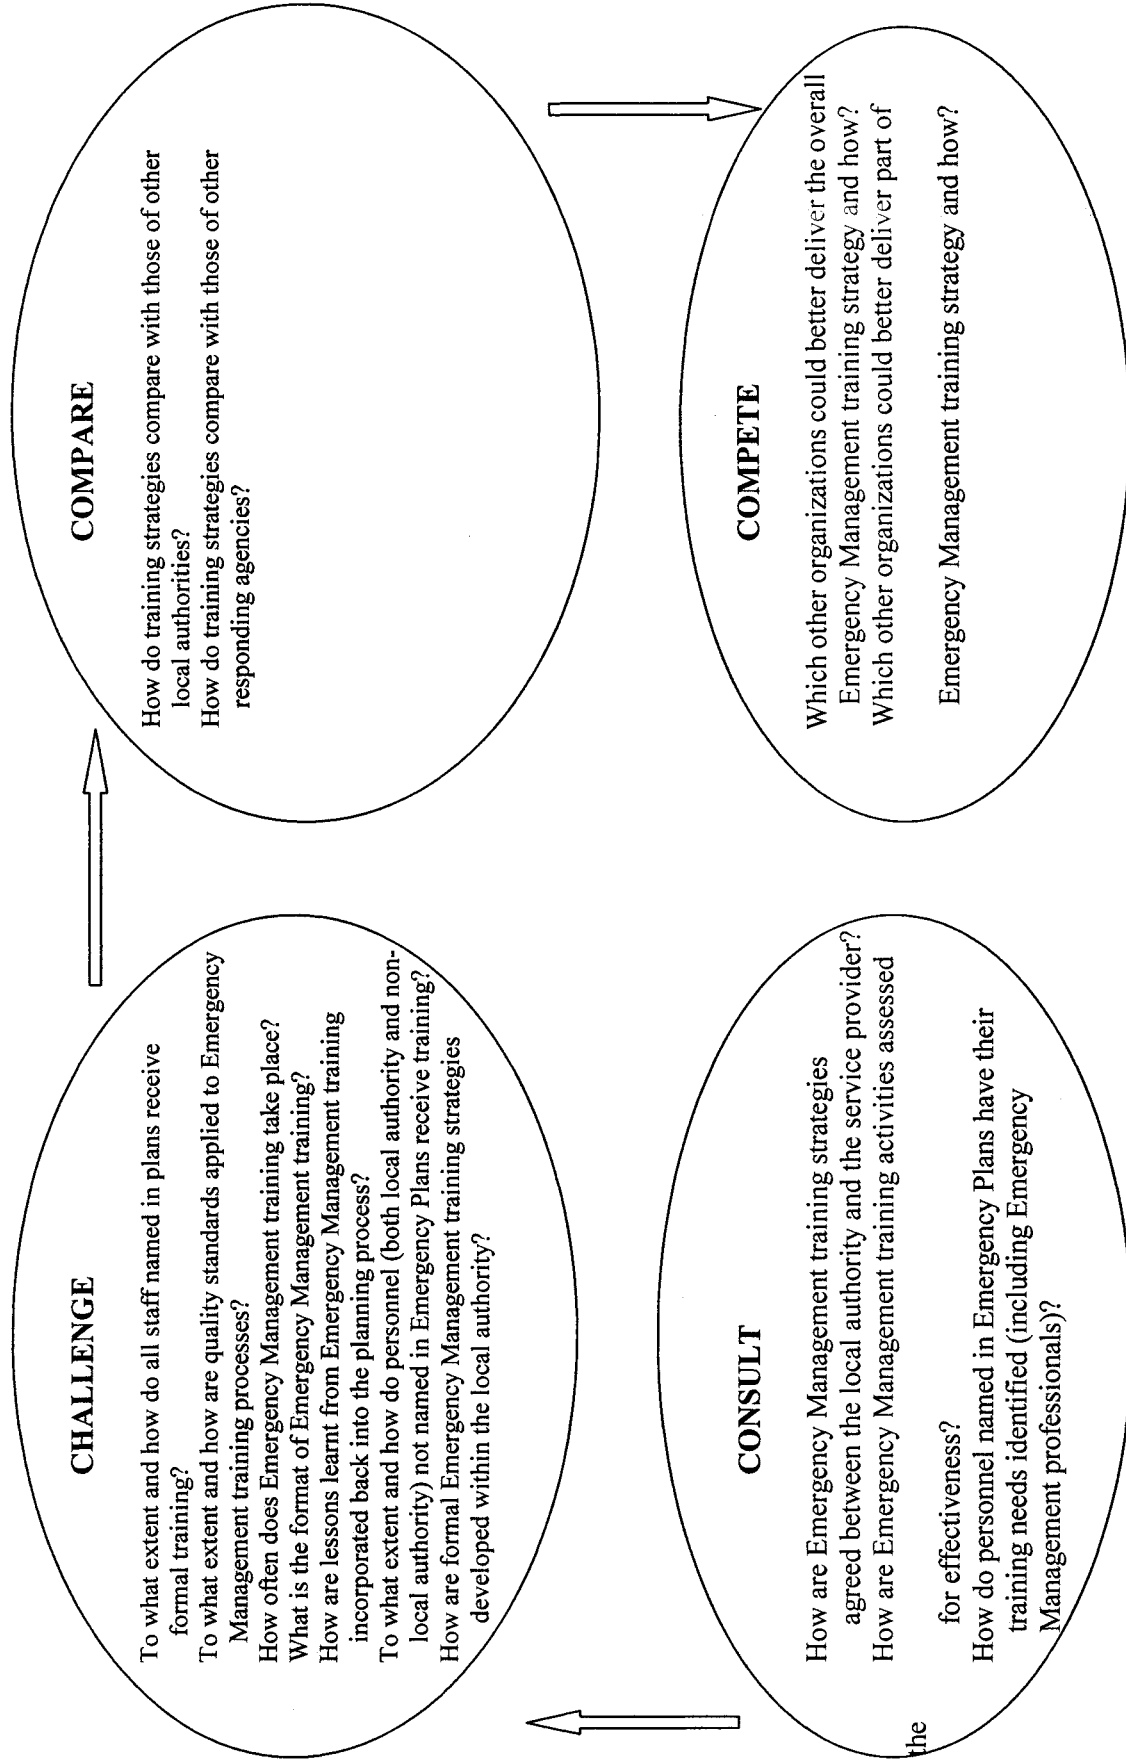 CHALLENGE
To what extent and how do all staff named in plans receive
formal training?
To what extent and how are quality standards applied to Emergency
Management training processes?
How often does Emergency Management training take place?
What is the format of Emergency Management training?
How are lessons learnt from Emergency Management training
incorporated back into the planning process?
To what extent and how do personnel (both local authority and non-
local authority) not named in Emergency Plans receive training?
How are formal Emergency Management training strategies
developed within the local authority?
COMPARE
How do training strategies compare with those of other
local authorities?
How do training strategies compare with those of other
responding agencies?
CONSULT
How are Emergency Management training strategies
agreed between the local authority and the service provider?
How are Emergency Management training activities assessed
the
for effectiveness?
How do personnel named in Emergency Plans have their
training needs identified (including Emergency
Management professionals)?
COMPETE
Which other organizations could better deliver the overall
Emergency Management training strategy and how?
Which other organizations could better deliver part of
Emergency Management training strategy and how?